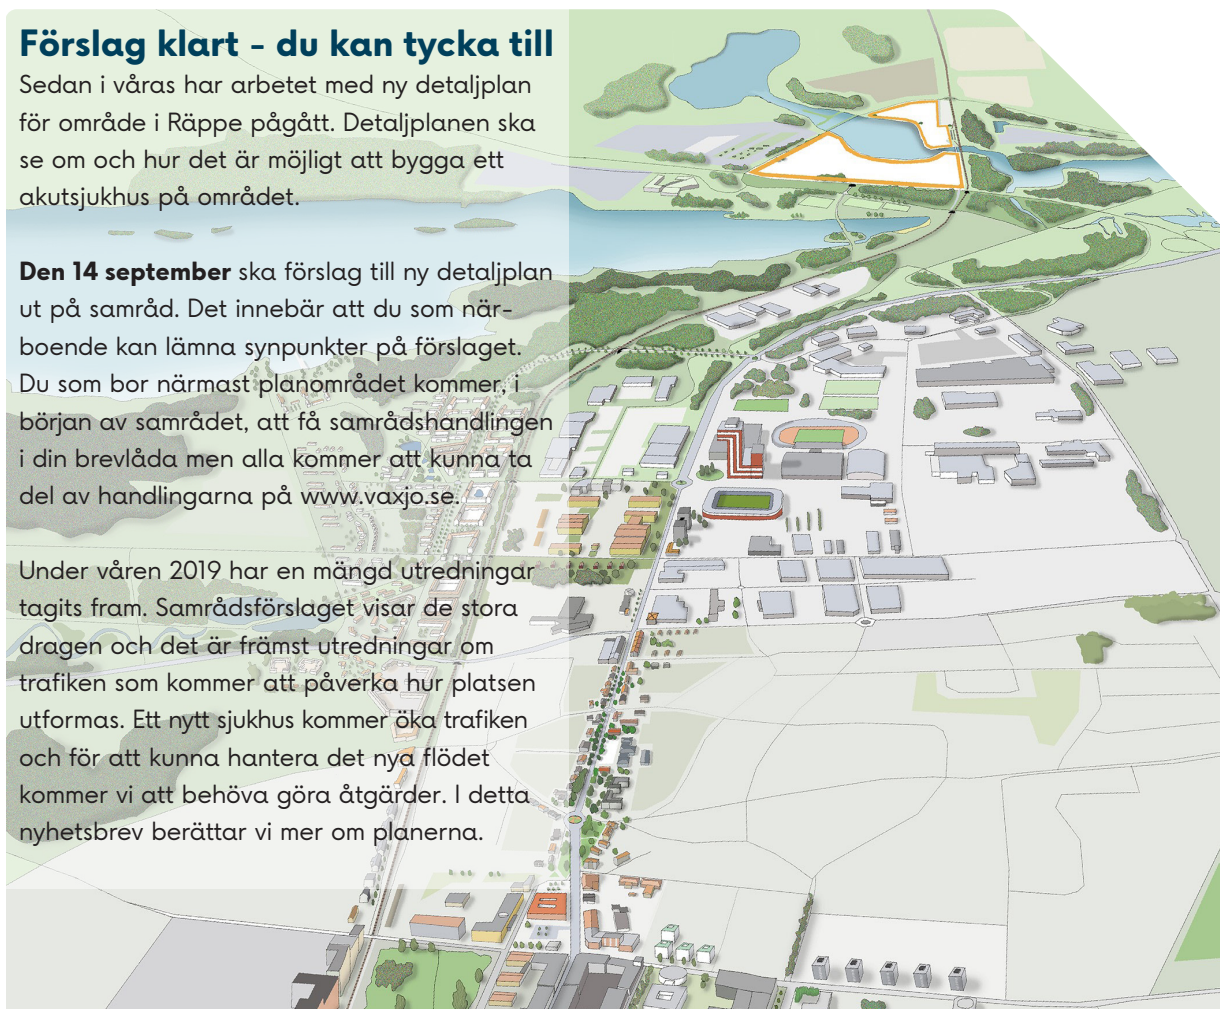 Förslag klart - du kan tycka till
Sedan i våras har arbetet med ny detaljplan
för område i Räppe pågått. Detaljplanen ska
se om och hur det är möjligt att bygga ett
akutsjukhus på området.
Den 14 september ska förslag till ny detaljplan
ut på samråd. Det innebär att du som när-
boende kan lämna synpunkter på förslaget.
Du som bor närmast planområdet kommer, i
början av samrådet, att få samrådshandlingen
i din brevlåda men alla kommer att kunna ta
del av handlingarna på www.vaxjo.se.
Under våren 2019 har en mängd utredningar
tagits fram. Samrådsförslaget visar de stora
dragen och det är främst utredningar om
trafiken som kommer att påverka hur platsen
utformas. Ett nytt sjukhus kommer öka trafiken
och för att kunna hantera det nya flödet
kommer vi att behöva göra åtgärder. I detta
nyhetsbrev berättar vi mer om planerna.